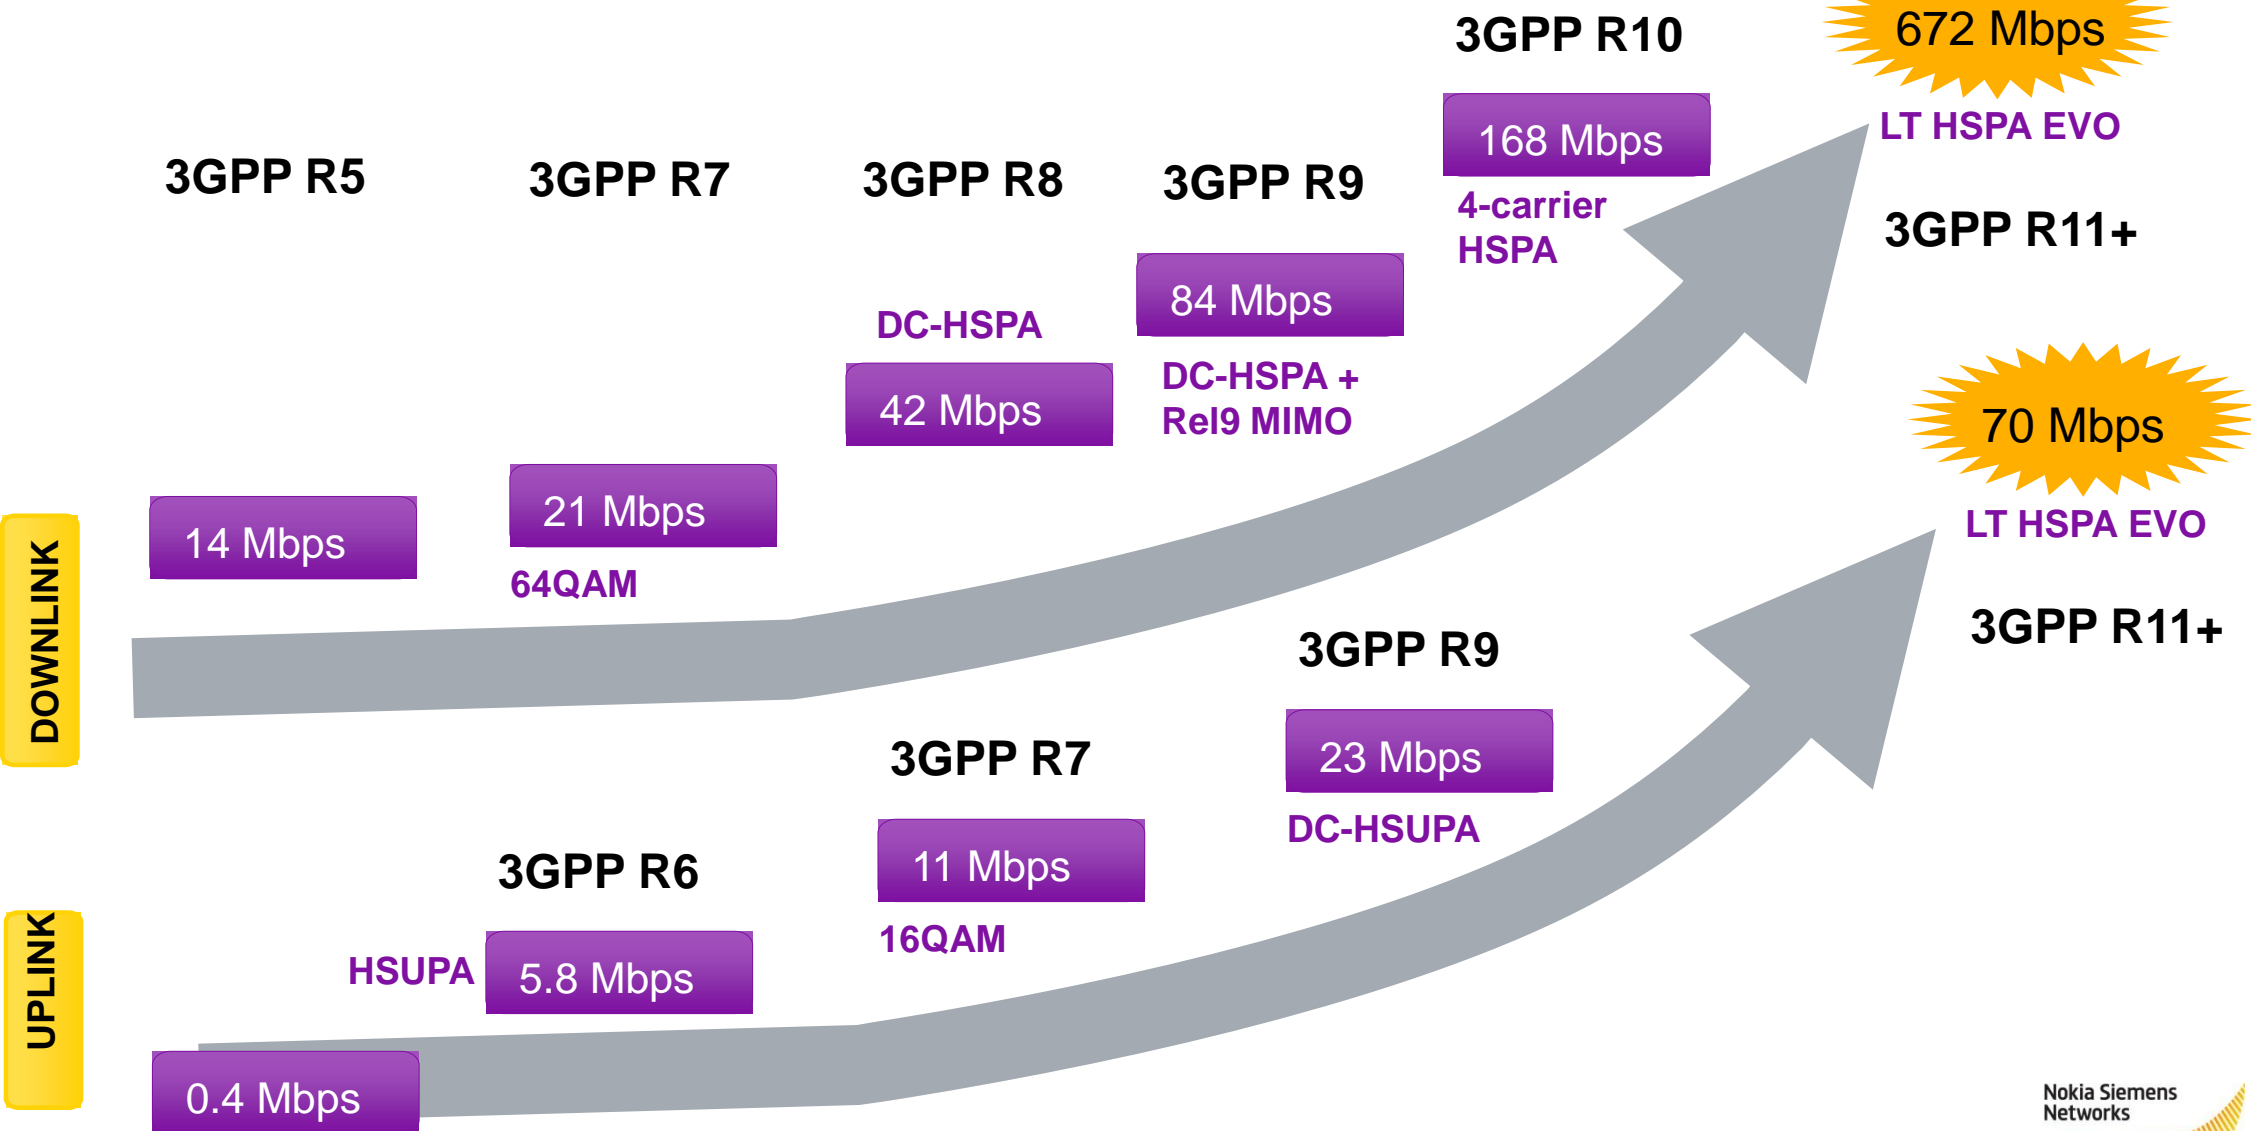 3GPP R10
672 Mbps
168 Mbps
LT HSPA EVO
3GPP R5
3GPP R7
3GPP R8
3GPP R9
4-carrier
HSPA
3GPP R11+
84 Mbps
DC-HSPA
42 Mbps
DC-HSPA +
Rel9 MIMO
70 Mbps
LT HSPA EVO
3GPP R11+
14 Mbps
21 Mbps
64QAM
DOWNLINK
3GPP R9
23 Mbps
DC-HSUPA
3GPP R7
11 Mbps
16QAM
3GPP R6
HSUPA
5.8 Mbps
UPLINK
0.4 Mbps
Nokia Siemens
Networks